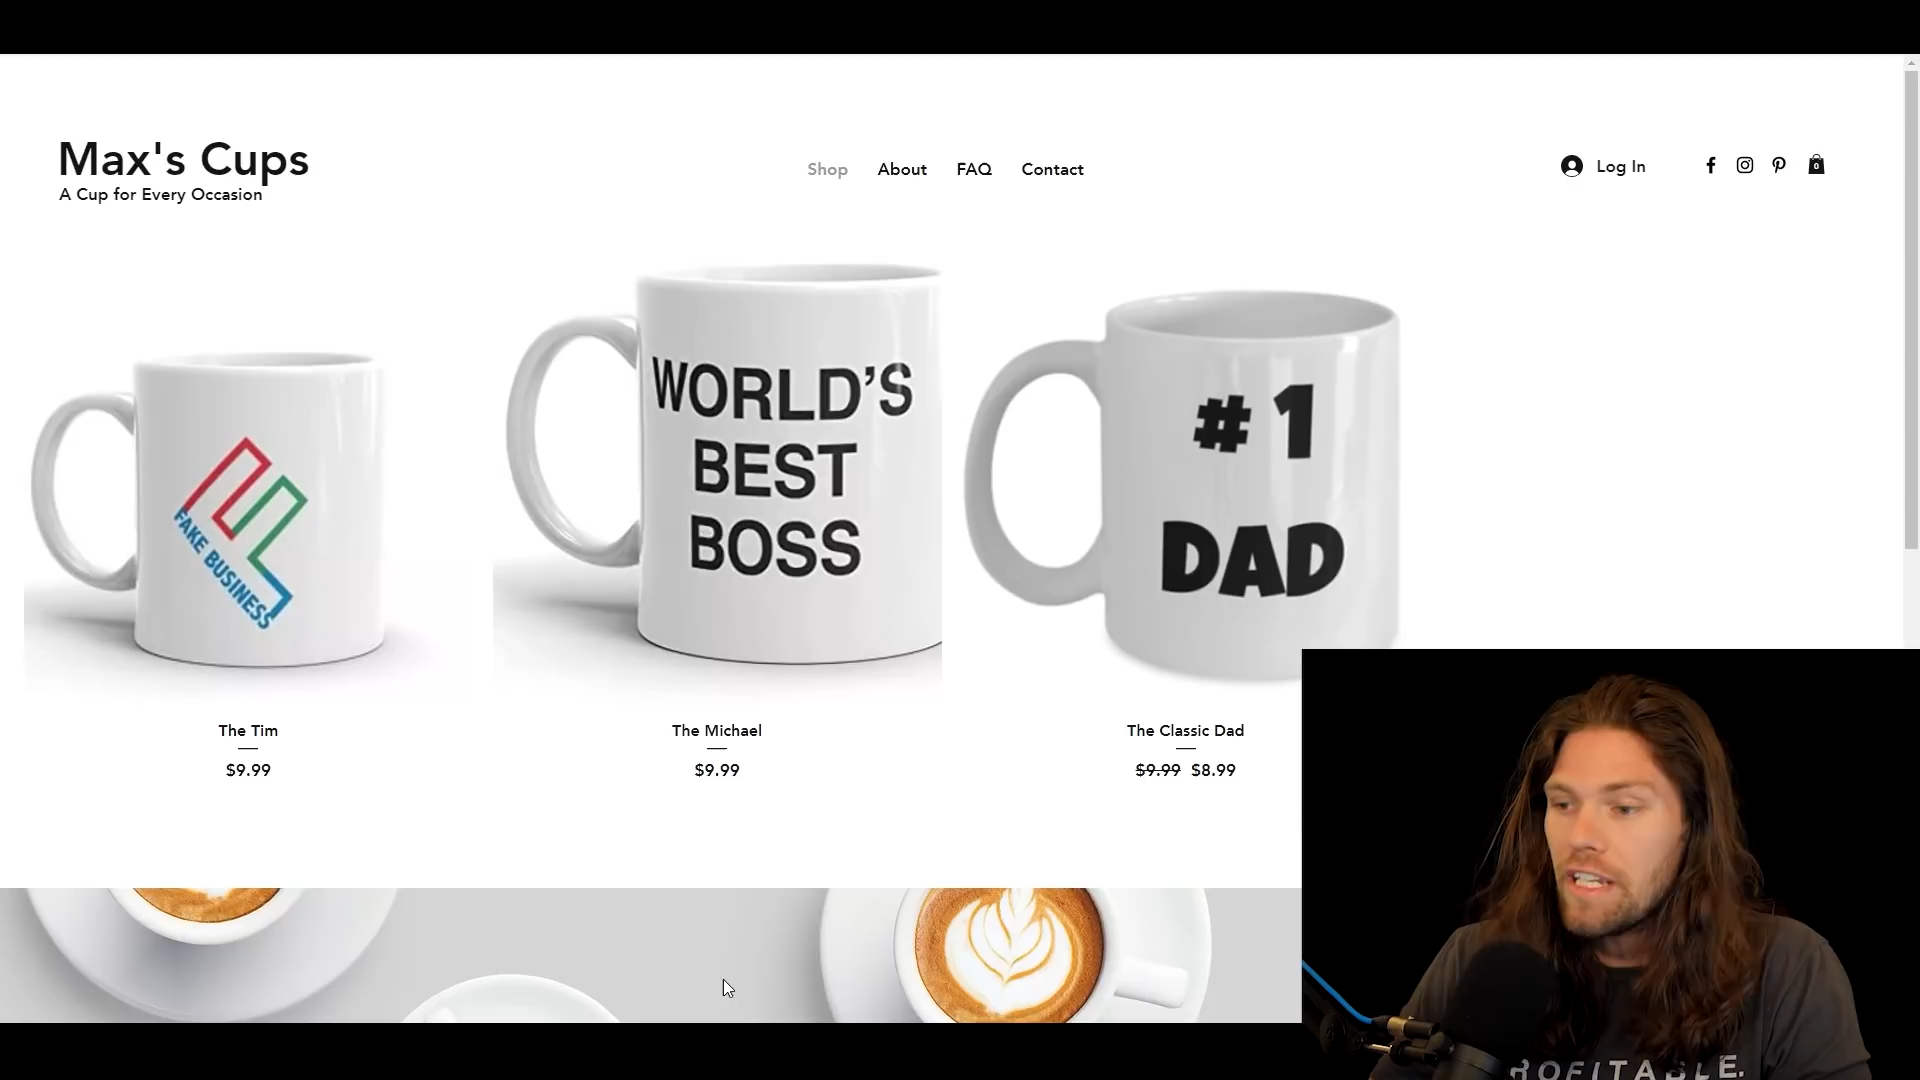 Max's Cups
A Cup for Every Occasion
Shop About FAQ Contact
Log In
0
FAKE BUSINESS
WORLD'S
BEST
BOSS
# 1
DAD
The Tim
$9.99
The Michael
$9.99
The Classic Dad
$9.99 $8.99
ROFITABLE.